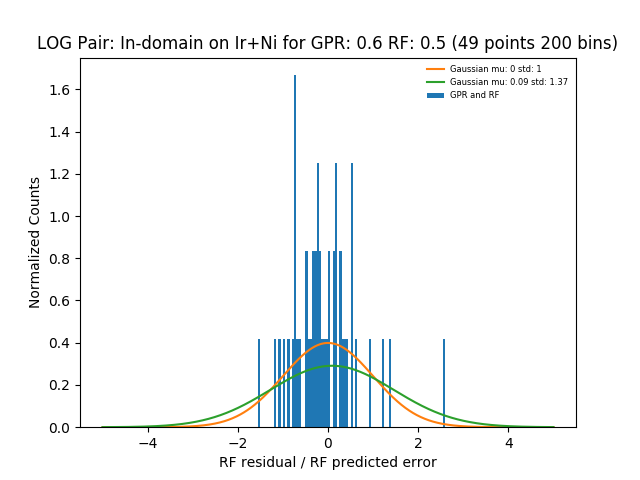 LOG Pair: In-domain on Ir+Ni for GPR: 0.6 RF: 0.5 (49 points 200 bins)
Gaussian mu: 0 std: 1
Gaussian mu: 0.09 std: 1.37
GPR and RF
Normalized Counts
1.6
1.4
1.2
1.0
0.8
0.6
0.4
0.2
0.0
−4 −2 0 2 4
RF residual / RF predicted error